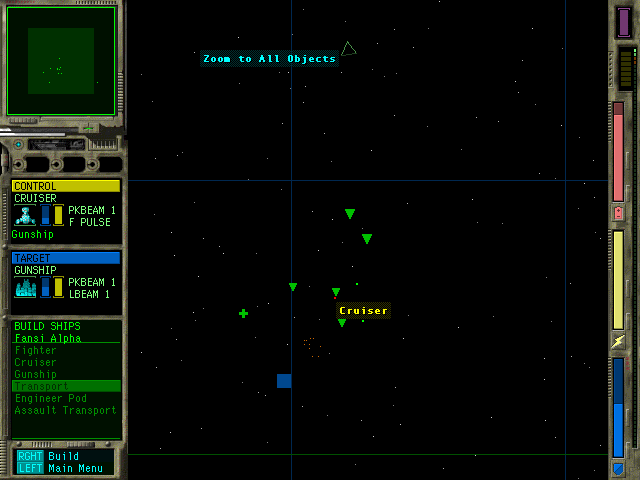 Zoom to All Objects
CONTROL
CRUISER
PKBEAM 1
F PULSE
Gunship
TARGET
GUNSHIP
PKBEAM 1
LBEAM 1
Cruiser
BUILD SHIPS
Fansi Alpha
Fighter
Cruiser
Gunship
Transport
Engineer Pod
Assault Transport
RGHT Build
LEFT Main Menu